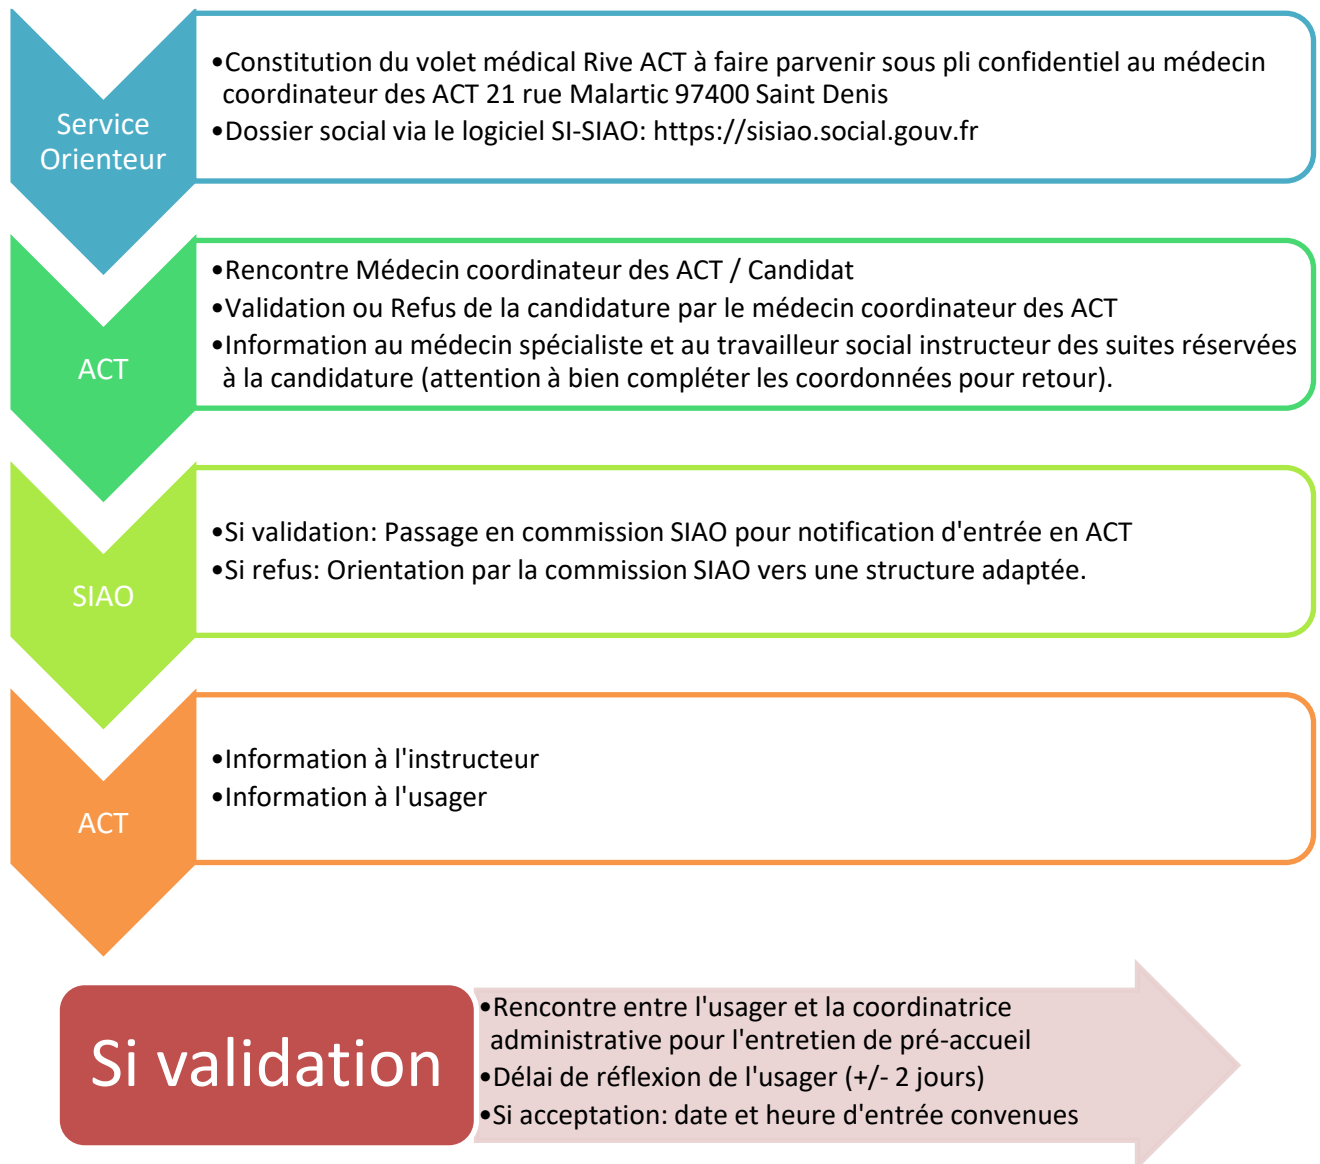 Service
Orienteur
•Constitution du volet médical Rive ACT à faire parvenir sous pli confidentiel au médecin
coordinateur des ACT 21 rue Malartic 97400 Saint Denis
•Dossier social via le logiciel SI-SIAO: https://sisiao.social.gouv.fr
ACT
•Rencontre Médecin coordinateur des ACT / Candidat
•Validation ou Refus de la candidature par le médecin coordinateur des ACT
•Information au médecin spécialiste et au travailleur social instructeur des suites réservées
à la candidature (attention à bien compléter les coordonnées pour retour).
SIAO
•Si validation: Passage en commission SIAO pour notification d'entrée en ACT
•Si refus: Orientation par la commission SIAO vers une structure adaptée.
ACT
•Information à l'instructeur
•Information à l'usager
Si validation
•Rencontre entre l'usager et la coordinatrice
administrative pour l'entretien de pré-accueil
•Délai de réflexion de l'usager (+/- 2 jours)
•Si acceptation: date et heure d'entrée convenues